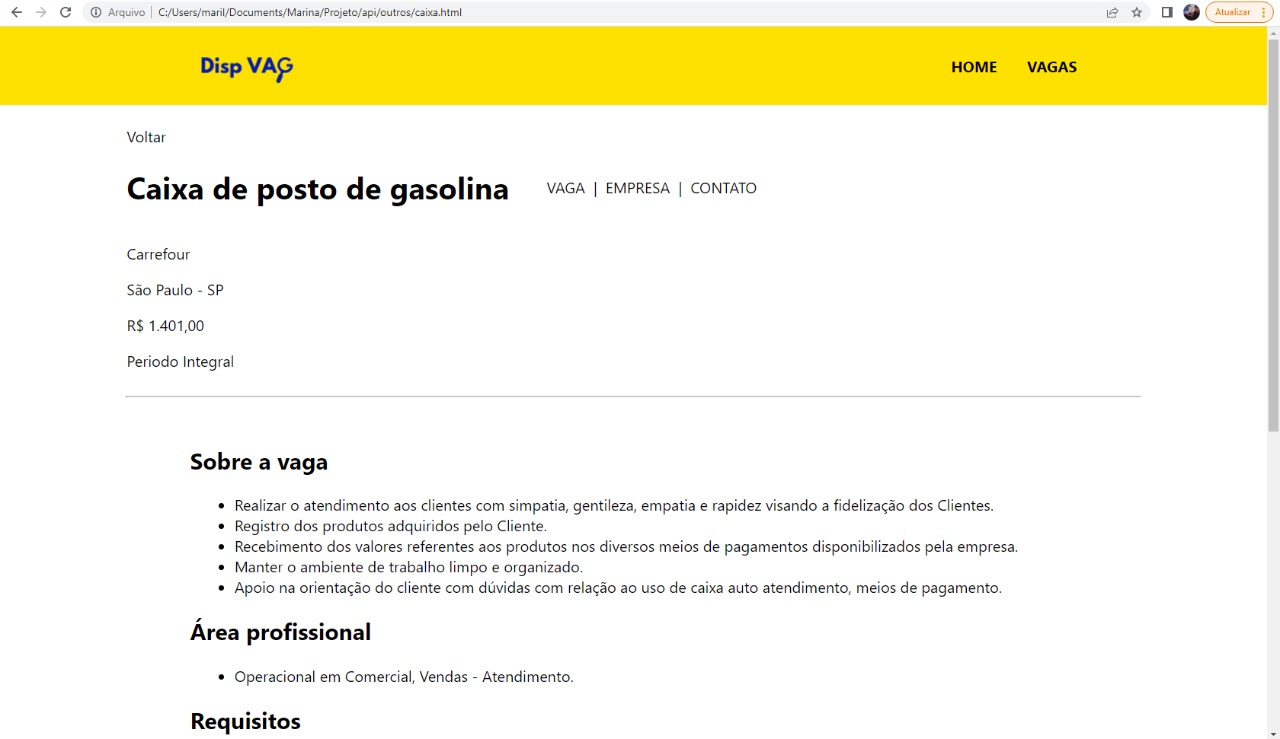 Arquivo | C:/Users/maril/Documents/Marina/Projeto/api/outros/caixa.html
Atualizar
Disp VAG
HOME VAGAS
Voltar
Caixa de posto de gasolina
VAGA | EMPRESA | CONTATO
Carrefour
São Paulo - SP
R$ 1.401,00
Periodo Integral
Sobre a vaga
• Realizar o atendimento aos clientes com simpatia, gentileza, empatia e rapidez visando a fidelização dos Clientes.
• Registro dos produtos adquiridos pelo Cliente.
• Recebimento dos valores referentes aos produtos nos diversos meios de pagamentos disponibilizados pela empresa.
• Manter o ambiente de trabalho limpo e organizado.
• Apoio na orientação do cliente com dúvidas com relação ao uso de caixa auto atendimento, meios de pagamento.
Área profissional
• Operacional em Comercial, Vendas - Atendimento.
Requisitos